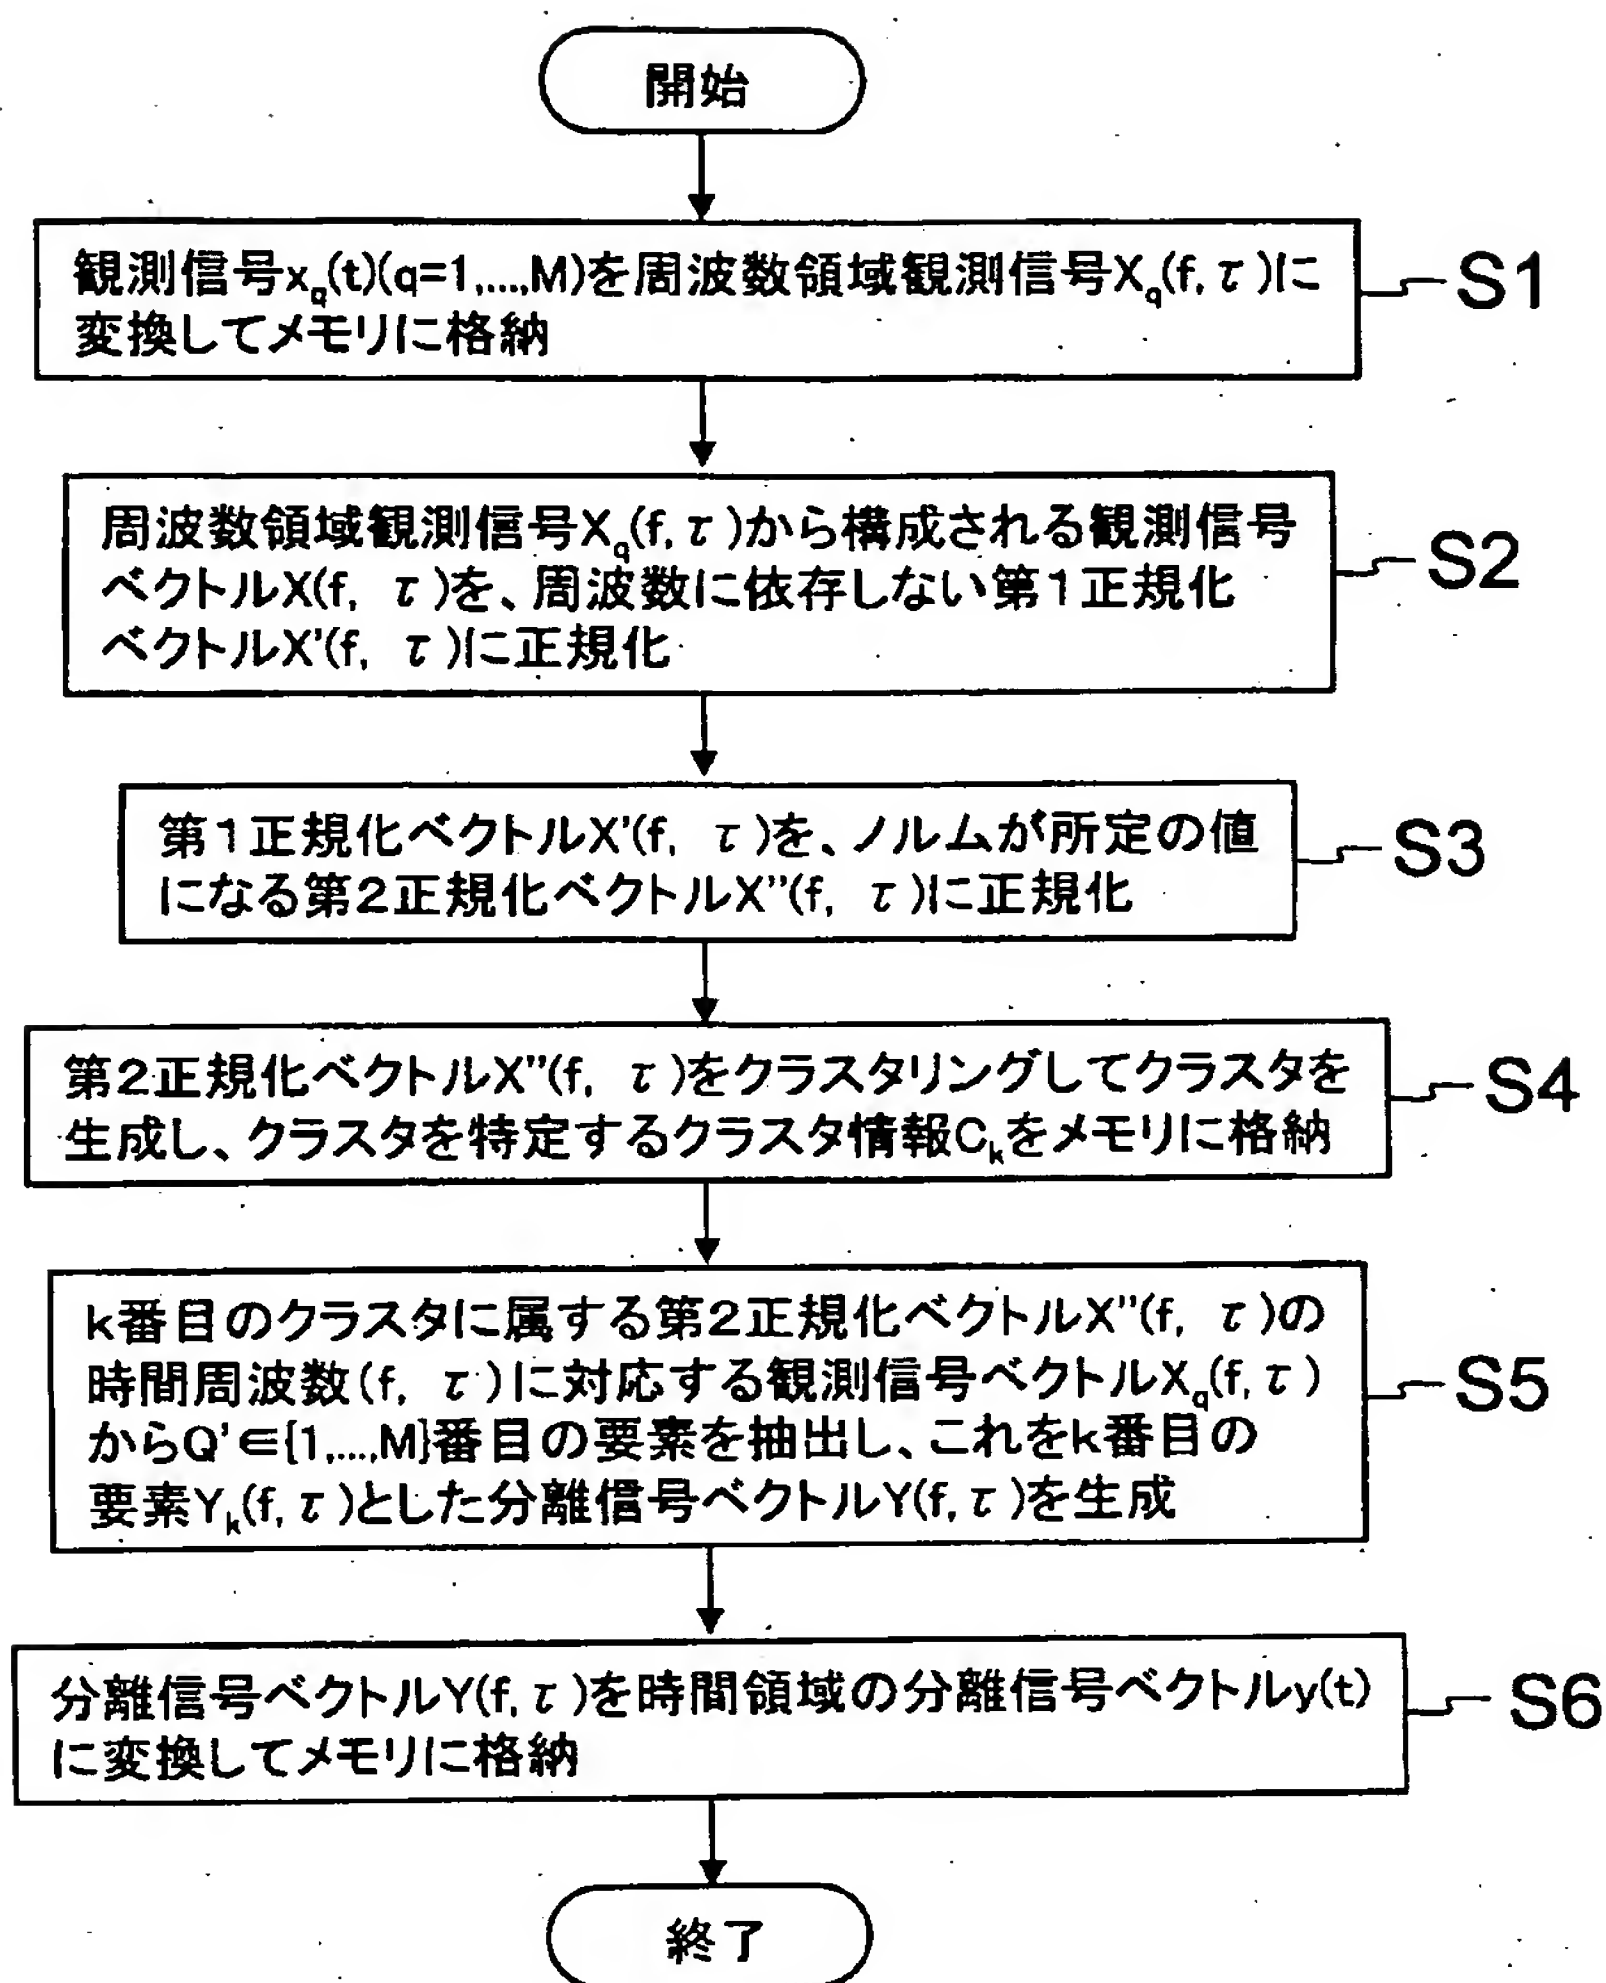 開始
観測信号x_q(t)(q=1,...,M)を周波数領域観測信号X_q(f,τ)に
変換してメモリに格納
S1
周波数領域観測信号X_q(f,τ)から構成される観測信号
ベクトルX(f, τ)を、周波数に依存しない第1正規化
ベクトルX'(f, τ)に正規化
S2
第1正規化ベクトルX'(f, τ)を、ノルムが所定の値
になる第2正規化ベクトルX''(f, τ)に正規化
S3
第2正規化ベクトルX''(f, τ)をクラスタリングしてクラスタを
生成し、クラスタを特定するクラスタ情報C_kをメモリに格納
S4
k番目のクラスタに属する第2正規化ベクトルX''(f, τ)の
時間周波数(f, τ)に対応する観測信号ベクトルX_q(f,τ)
からQ'∈{1,...,M}番目の要素を抽出し、これをk番目の
要素Y_k(f,τ)とした分離信号ベクトルY(f,τ)を生成
S5
分離信号ベクトルY(f,τ)を時間領域の分離信号ベクトルy(t)
に変換してメモリに格納
S6
終了